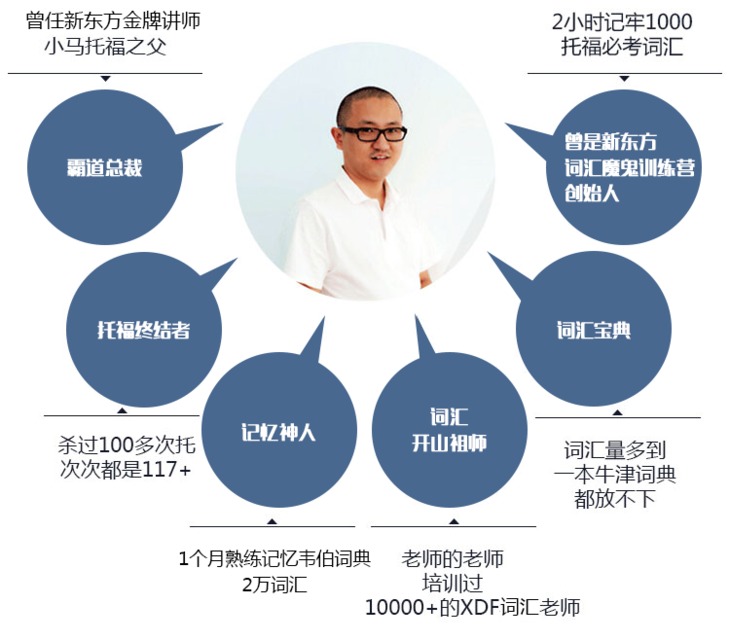 曾任新东方金牌讲师
小马托福之父
霸道总裁
2小时记牢1000
托福必考词汇
曾是新东方
词汇魔鬼训练营
创始人
托福终结者
杀过100多次托
次次都是117+
记忆神人
1个月熟练记忆韦伯词典
2万词汇
词汇
开山祖师
老师的老师
培训过
10000+的XDF词汇老师
词汇宝典
词汇量多到
一本牛津词典
都放不下